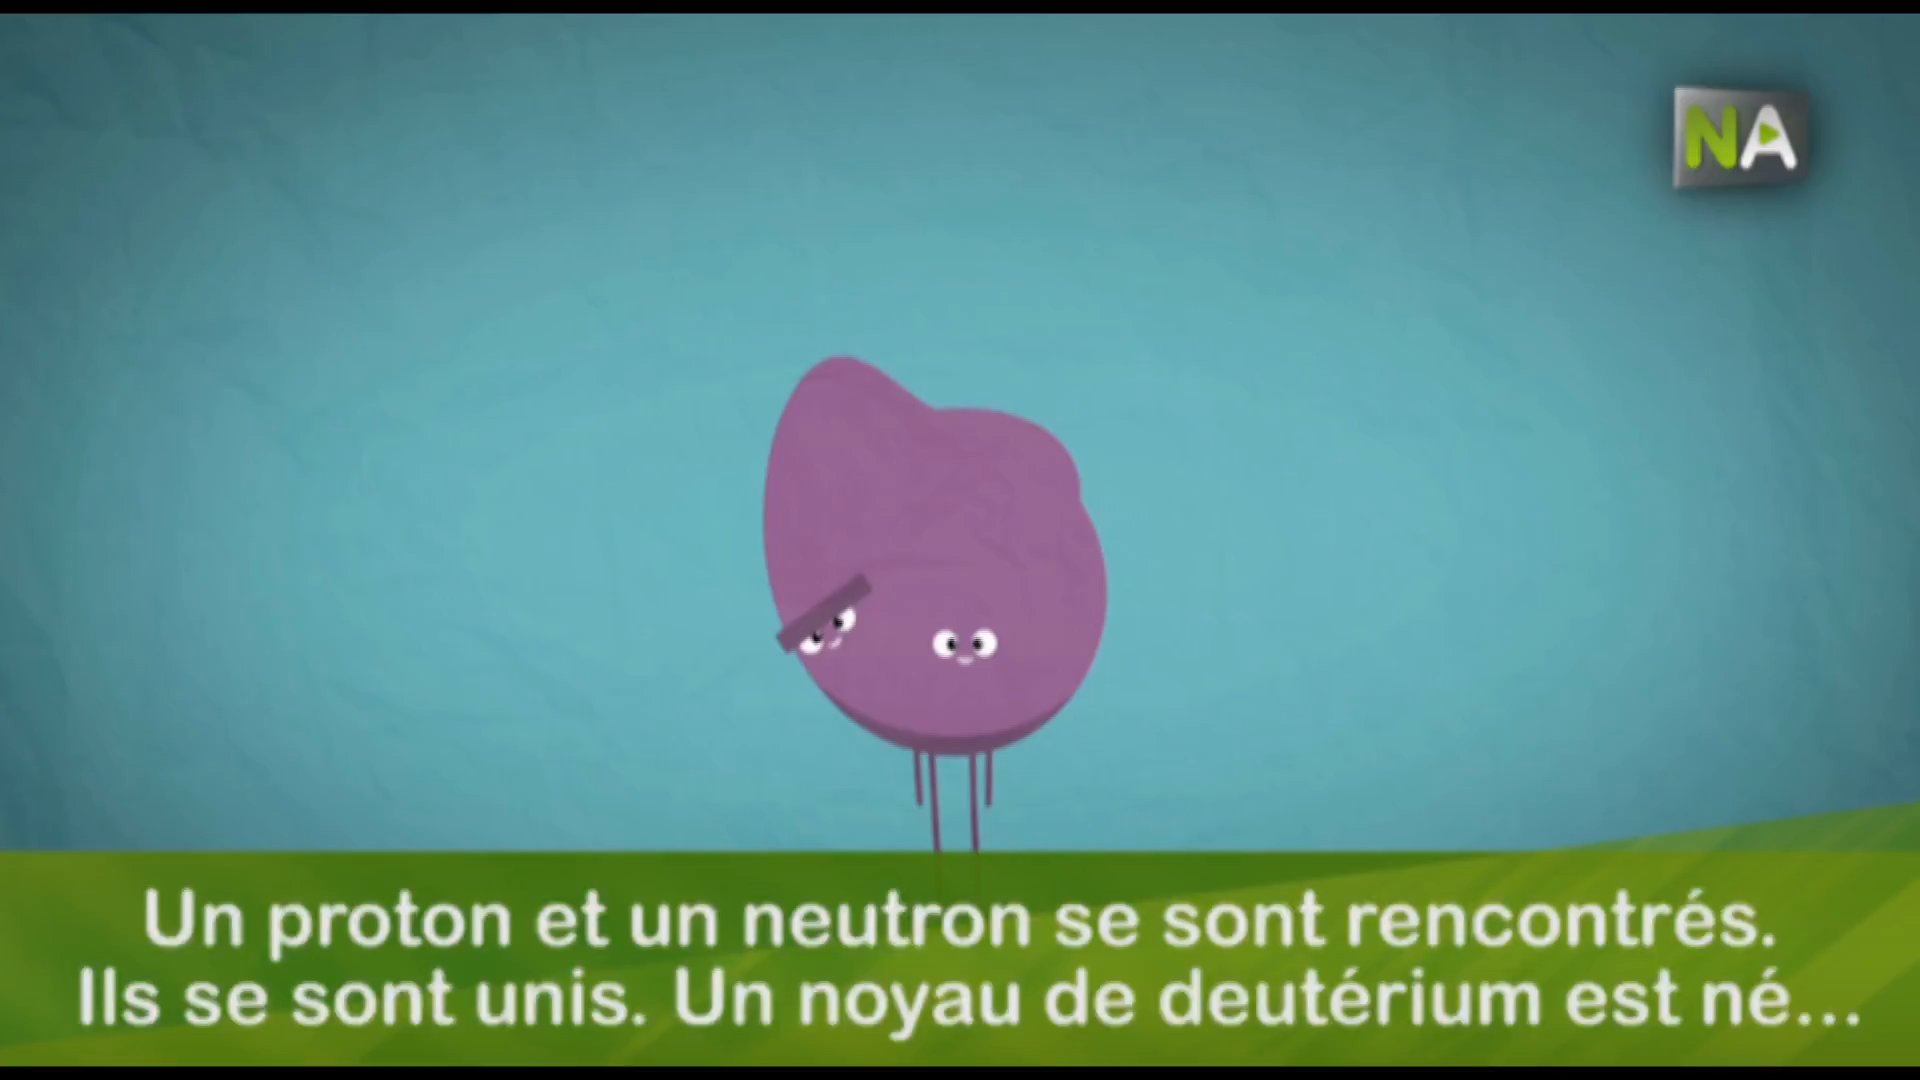 NA
Un proton et un neutron se sont rencontrés.
Ils se sont unis. Un noyau de deutérium est né...